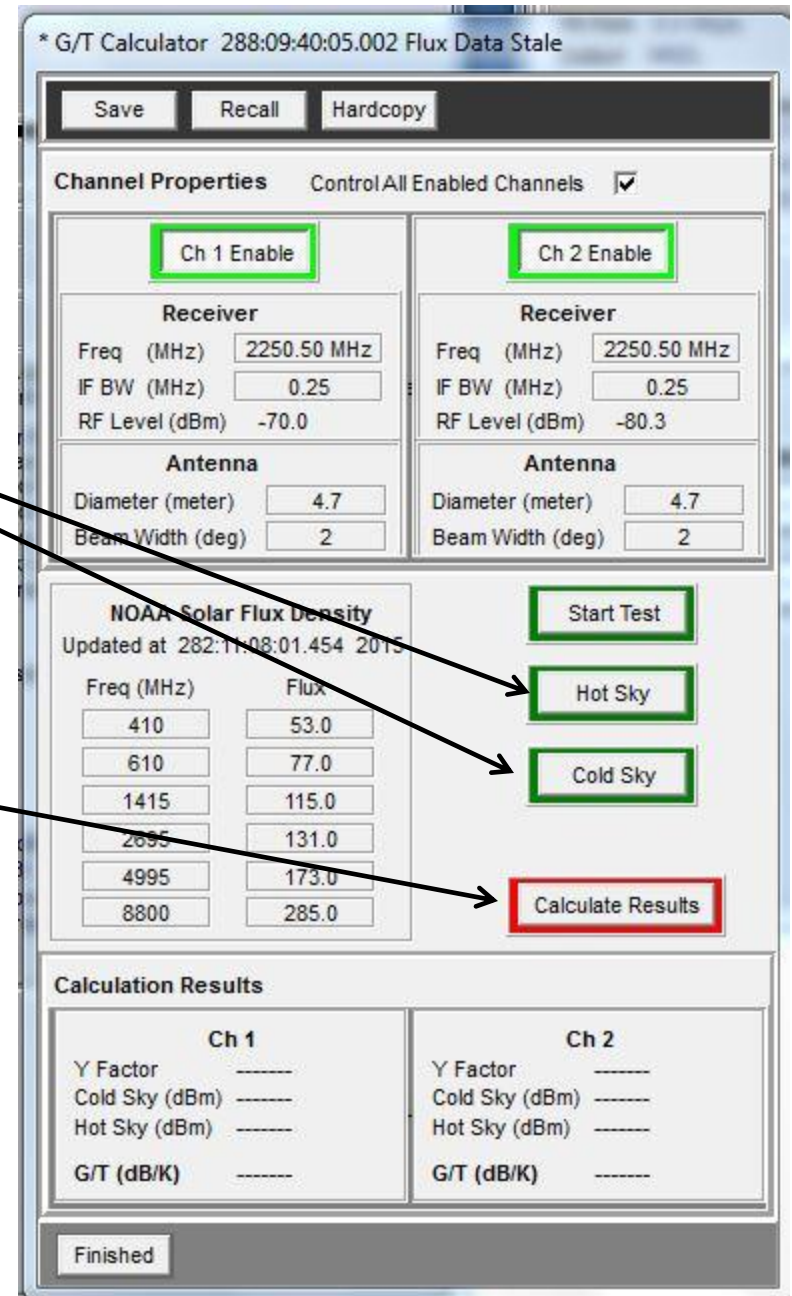 * G/T Calculator 288:09:40:05.002 Flux Data Stale
Save Recall Hardcopy
Channel Properties Control All Enabled Channels
Ch 1 Enable Ch 2 Enable
Receiver Receiver
Freq (MHz) 2250.50 MHz Freq (MHz) 2250.50 MHz
IF BW (MHz) 0.25 IF BW (MHz) 0.25
RF Level (dBm) -70.0 RF Level (dBm) -80.3
Antenna Antenna
Diameter (meter) 4.7 Diameter (meter) 4.7
Beam Width (deg) 2 Beam Width (deg) 2
NOAA Solar Flux Density
Updated at 282:11:08:01.454 2015
Freq (MHz) Flux
410 53.0
610 77.0
1415 115.0
2695 131.0
4995 173.0
8800 285.0
Start Test
Hot Sky
Cold Sky
Calculate Results
Calculation Results
Ch 1
Y Factor -------
Cold Sky (dBm) -------
Hot Sky (dBm) -------
G/T (dB/K) -------
Ch 2
Y Factor -------
Cold Sky (dBm) -------
Hot Sky (dBm) -------
G/T (dB/K) -------
Finished